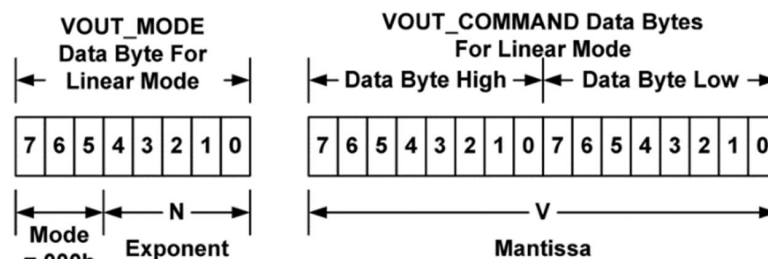 VOUT_MODE
Data Byte For
Linear Mode
VOUT_COMMAND Data Bytes
For Linear Mode
Data Byte High
Data Byte Low
7 6 5 4 3 2 1 0
7 6 5 4 3 2 1 0 7 6 5 4 3 2 1 0
N
V
Mode
Exponent
Mantissa